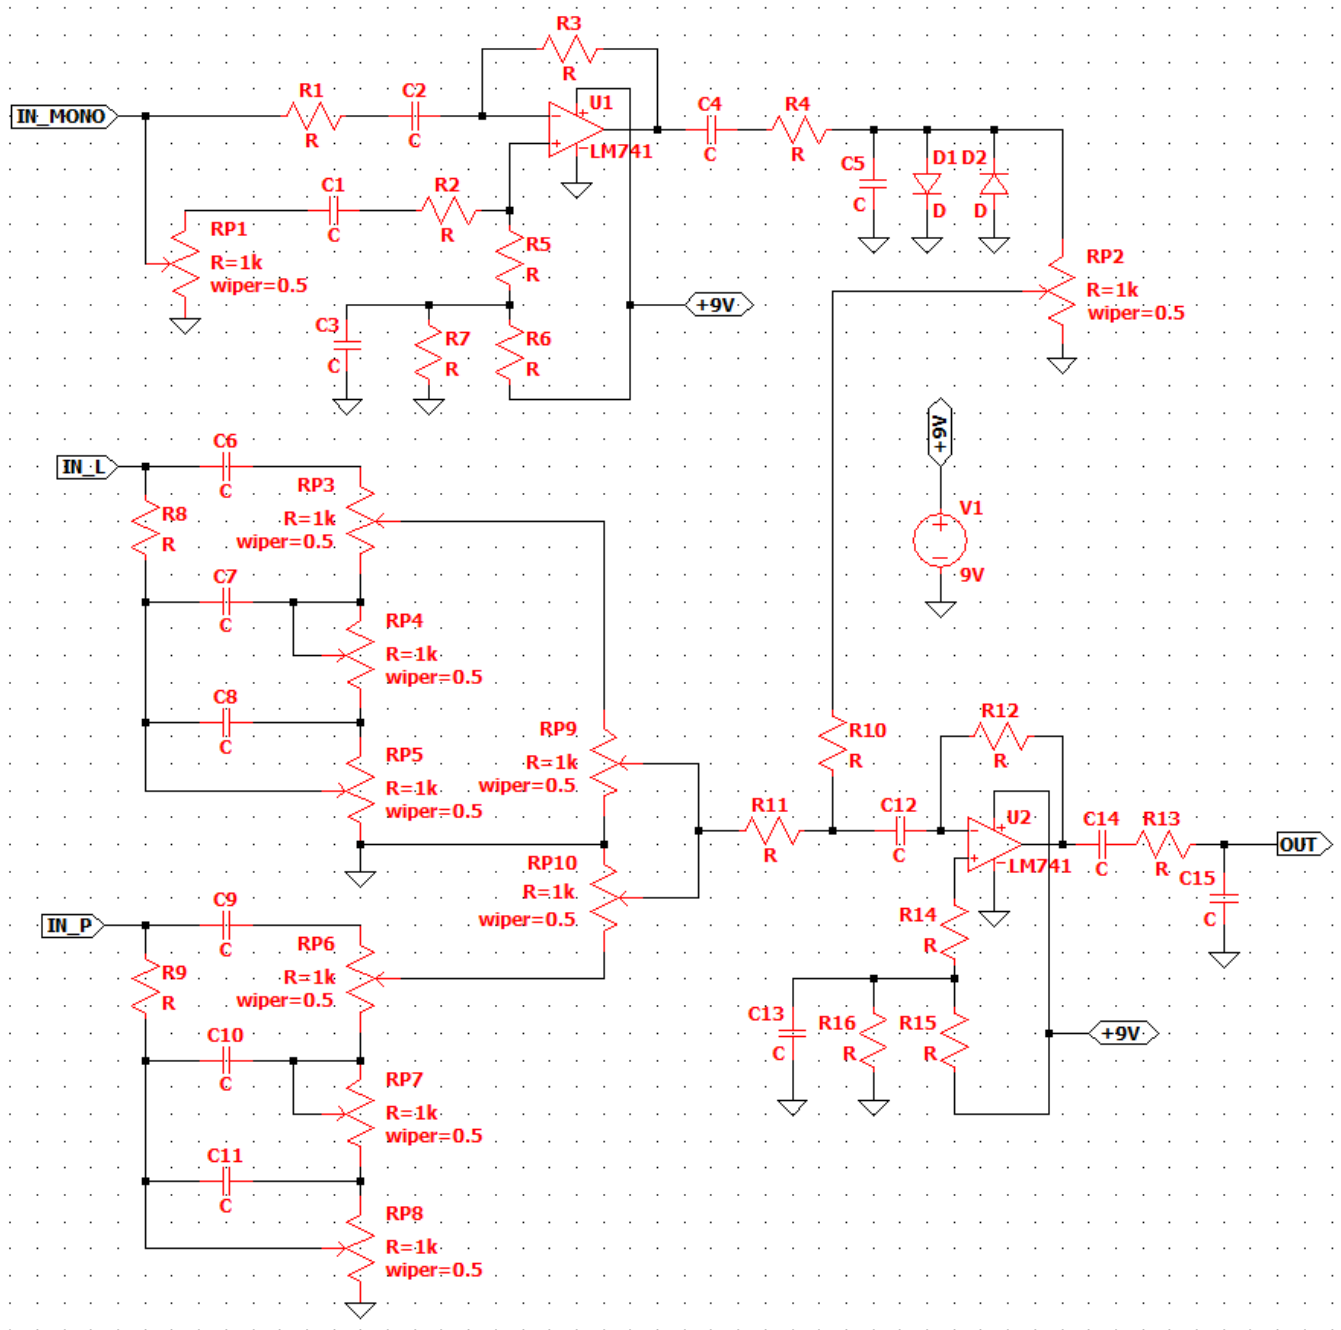 R3
R
IN_MONO
R1
R
C2
C
U1
LM741
C4
C
R4
R
C5
C
D1
D
D2
D
C1
C
R2
R
RP1
R=1k
wiper=0.5
R5
R
RP2
R=1k
wiper=0.5
+9V
C3
C
R7
R
R6
R
+9V
V1
9V
IN_L
C6
C
R8
R
RP3
R=1k
wiper=0.5
C7
C
RP4
R=1k
wiper=0.5
C8
C
RP5
R=1k
wiper=0.5
RP9
R=1k
wiper=0.5
R10
R
R12
R
R11
R
C12
C
U2
LM741
C14
C
R13
R
OUT
C15
C
RP10
R=1k
wiper=0.5
R14
R
IN_P
C9
C
R9
R
RP6
R=1k
wiper=0.5
C13
C
R16
R
R15
R
+9V
C10
C
RP7
R=1k
wiper=0.5
C11
C
RP8
R=1k
wiper=0.5